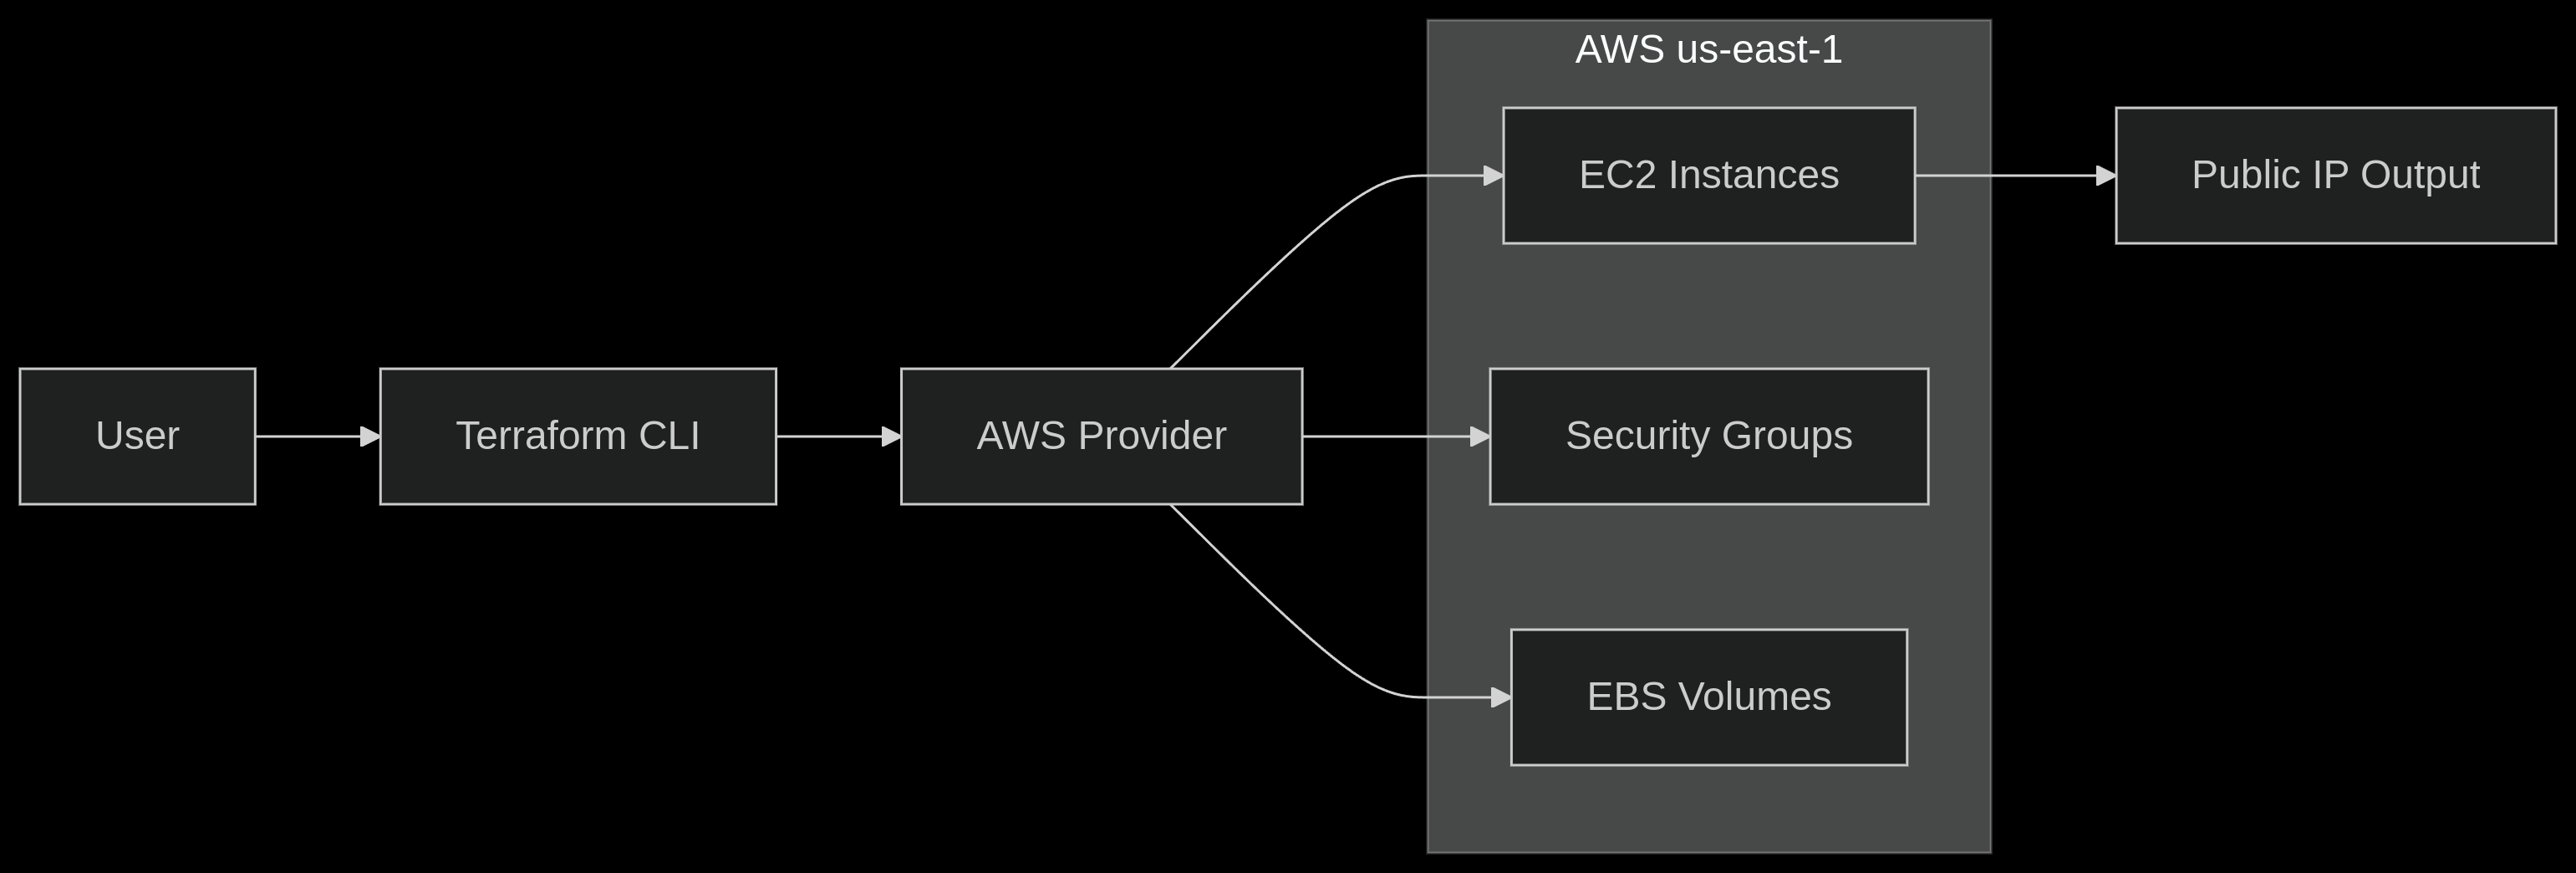 AWS us-east-1
EC2 Instances
Public IP Output
User
Terraform CLI
AWS Provider
Security Groups
EBS Volumes